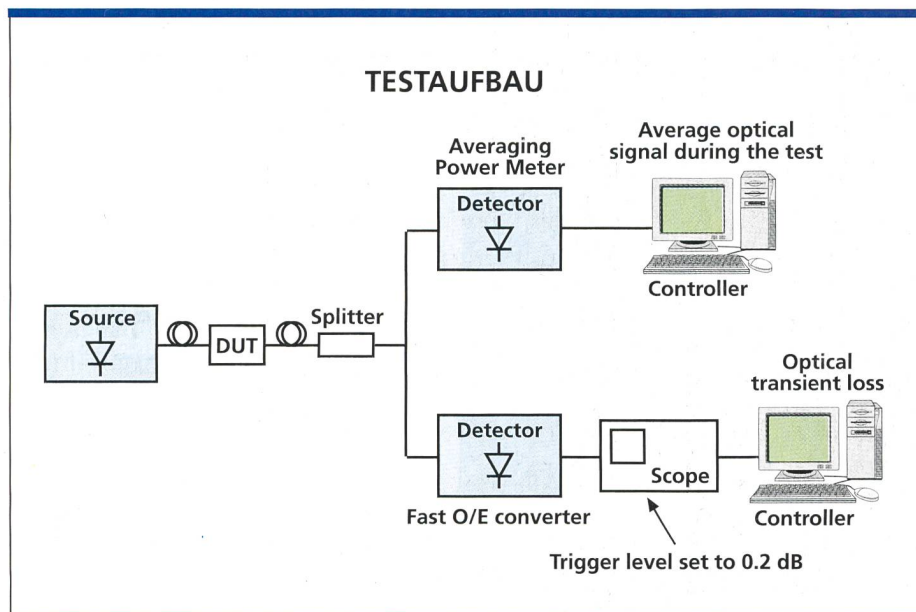 TESTAUFBAU
Averaging
Power Meter
Detector
Average optical
signal during the test
Controller
Source
DUT
Splitter
Detector
Fast O/E converter
Scope
Optical
transient loss
Controller
Trigger level set to 0.2 dB